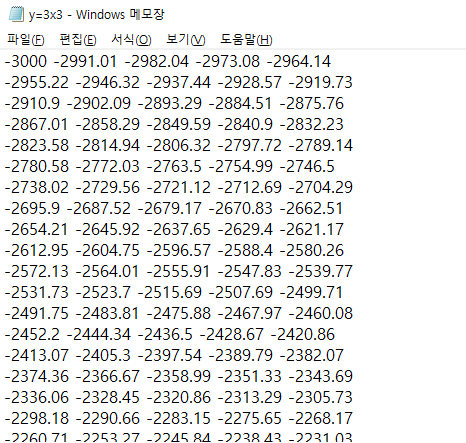 y=3x3 - Windows 메모장
파일(F) 편집(E) 서식(O) 보기(V) 도움말(H)
-3000 -2991.01 -2982.04 -2973.08 -2964.14
-2955.22 -2946.32 -2937.44 -2928.57 -2919.73
-2910.9 -2902.09 -2893.29 -2884.51 -2875.76
-2867.01 -2858.29 -2849.59 -2840.9 -2832.23
-2823.58 -2814.94 -2806.32 -2797.72 -2789.14
-2780.58 -2772.03 -2763.5 -2754.99 -2746.5
-2738.02 -2729.56 -2721.12 -2712.69 -2704.29
-2695.9 -2687.52 -2679.17 -2670.83 -2662.51
-2654.21 -2645.92 -2637.65 -2629.4 -2621.17
-2612.95 -2604.75 -2596.57 -2588.4 -2580.26
-2572.13 -2564.01 -2555.91 -2547.83 -2539.77
-2531.73 -2523.7 -2515.69 -2507.69 -2499.71
-2491.75 -2483.81 -2475.88 -2467.97 -2460.08
-2452.2 -2444.34 -2436.5 -2428.67 -2420.86
-2413.07 -2405.3 -2397.54 -2389.79 -2382.07
-2374.36 -2366.67 -2358.99 -2351.33 -2343.69
-2336.06 -2328.45 -2320.86 -2313.29 -2305.73
-2298.18 -2290.66 -2283.15 -2275.65 -2268.17
-2260.71 -2253.27 -2245.84 -2238.43 -2231.03